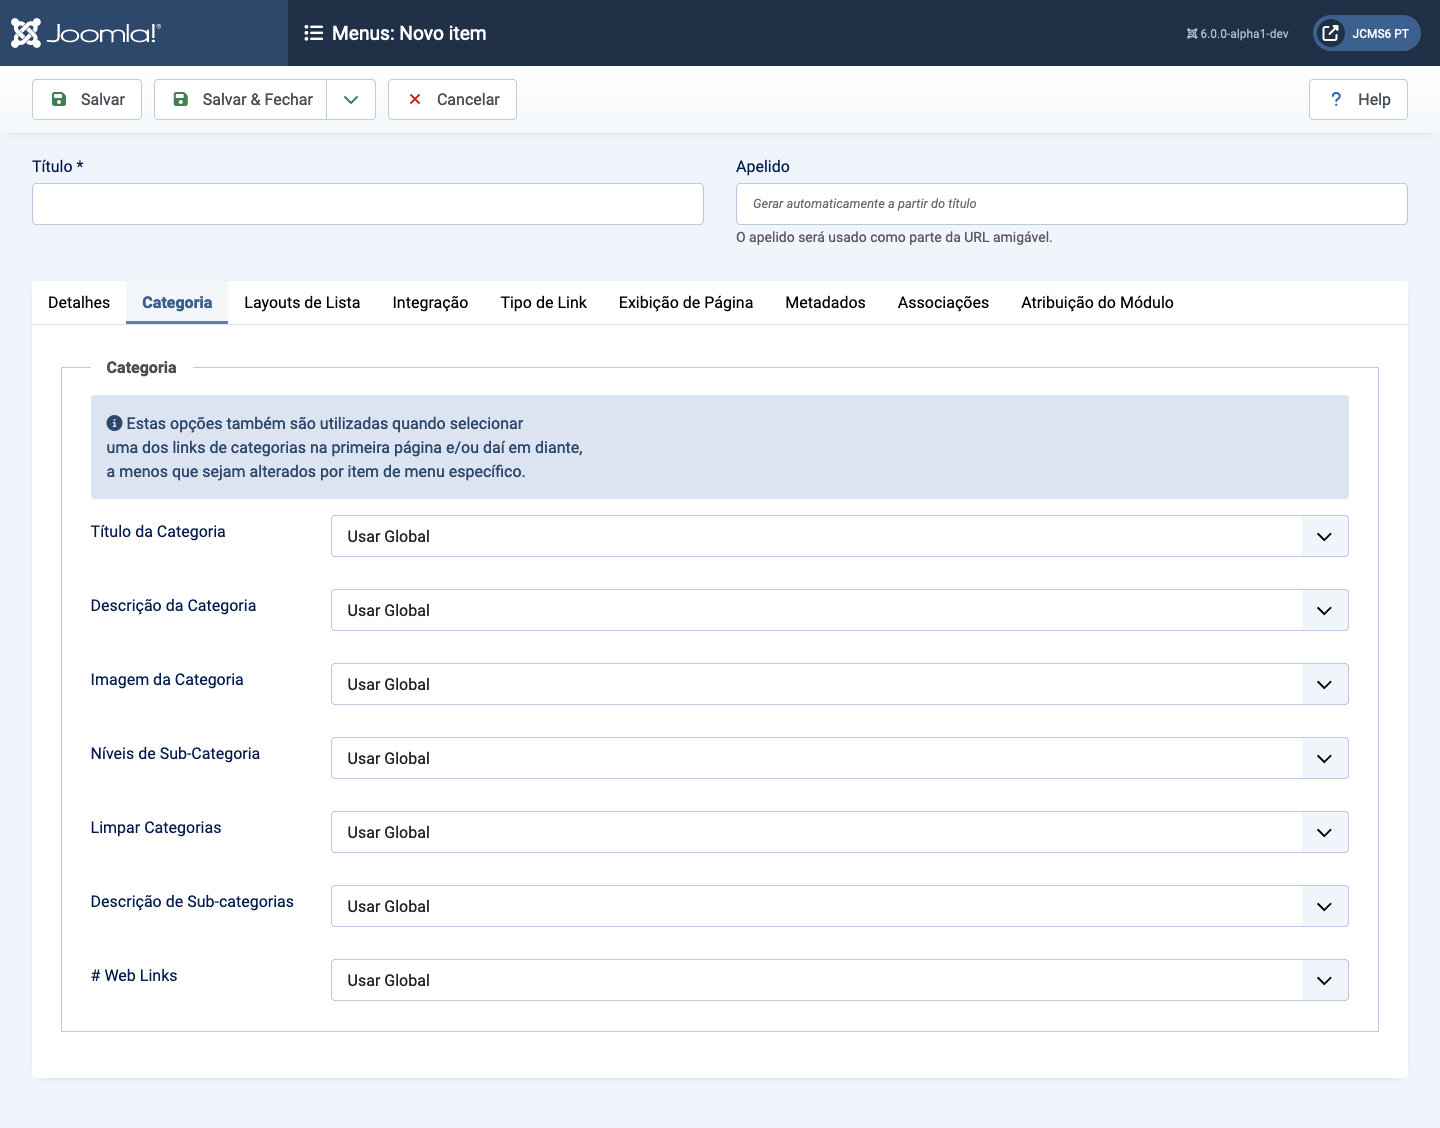 Joomla!®
Menus: Novo item
6.0.0-alpha1-dev
JCMS6 PT
Salvar
Salvar & Fechar
Cancelar
? Help
Título *
Apelido
Gerar automaticamente a partir do título
O apelido será usado como parte da URL amigável.
Detalhes
Categoria
Layouts de Lista
Integração
Tipo de Link
Exibição de Página
Metadados
Associações
Atribuição do Módulo
Categoria
Estas opções também são utilizadas quando selecionar
uma dos links de categorias na primeira página e/ou daí em diante,
a menos que sejam alterados por item de menu específico.
Título da Categoria
Usar Global
Descrição da Categoria
Usar Global
Imagem da Categoria
Usar Global
Níveis de Sub-Categoria
Usar Global
Limpar Categorias
Usar Global
Descrição de Sub-categorias
Usar Global
# Web Links
Usar Global